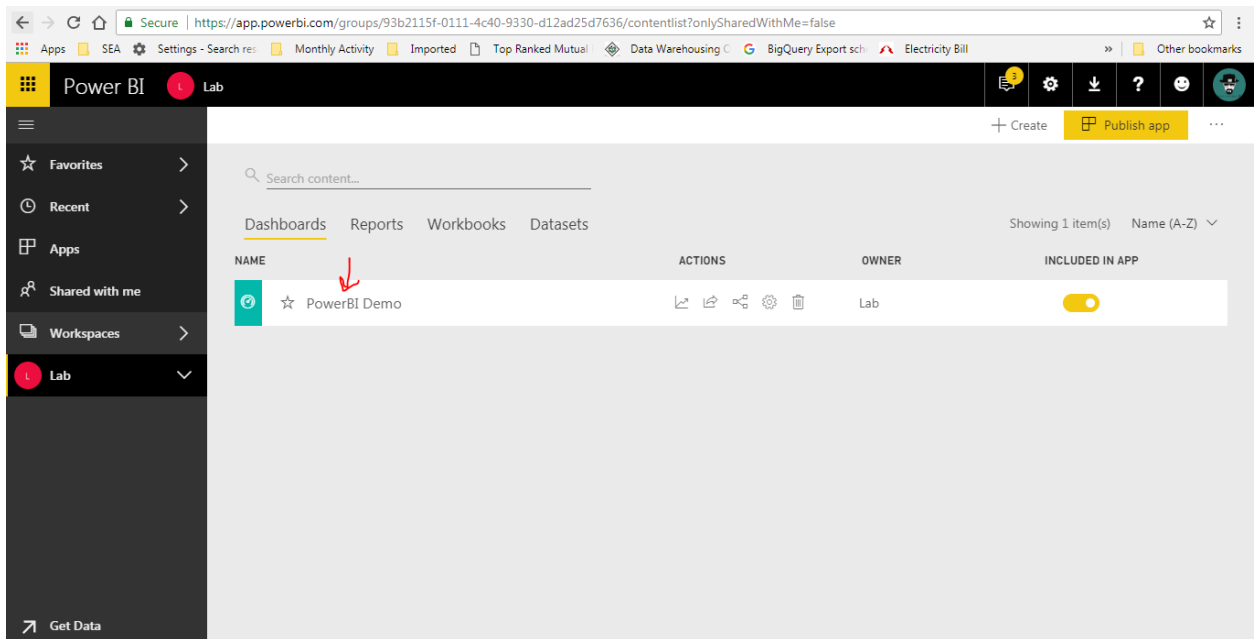 Secure | https://app.powerbi.com/groups/93b2115f-0111-4c40-9330-d12ad25d7636/contentlist?onlySharedWithMe=false
Apps SEA Settings - Search res Monthly Activity Imported Top Ranked Mutual Data Warehousing C BigQuery Export sch Electricity Bill » Other bookmarks
Power BI L Lab 3 ?
+ Create Publish app ...
Favorites
Search content...
Recent
Dashboards Reports Workbooks Datasets Showing 1 item(s) Name (A-Z)
Apps
NAME ACTIONS OWNER INCLUDED IN APP
Shared with me
PowerBI Demo Lab
Workspaces
L Lab
Get Data